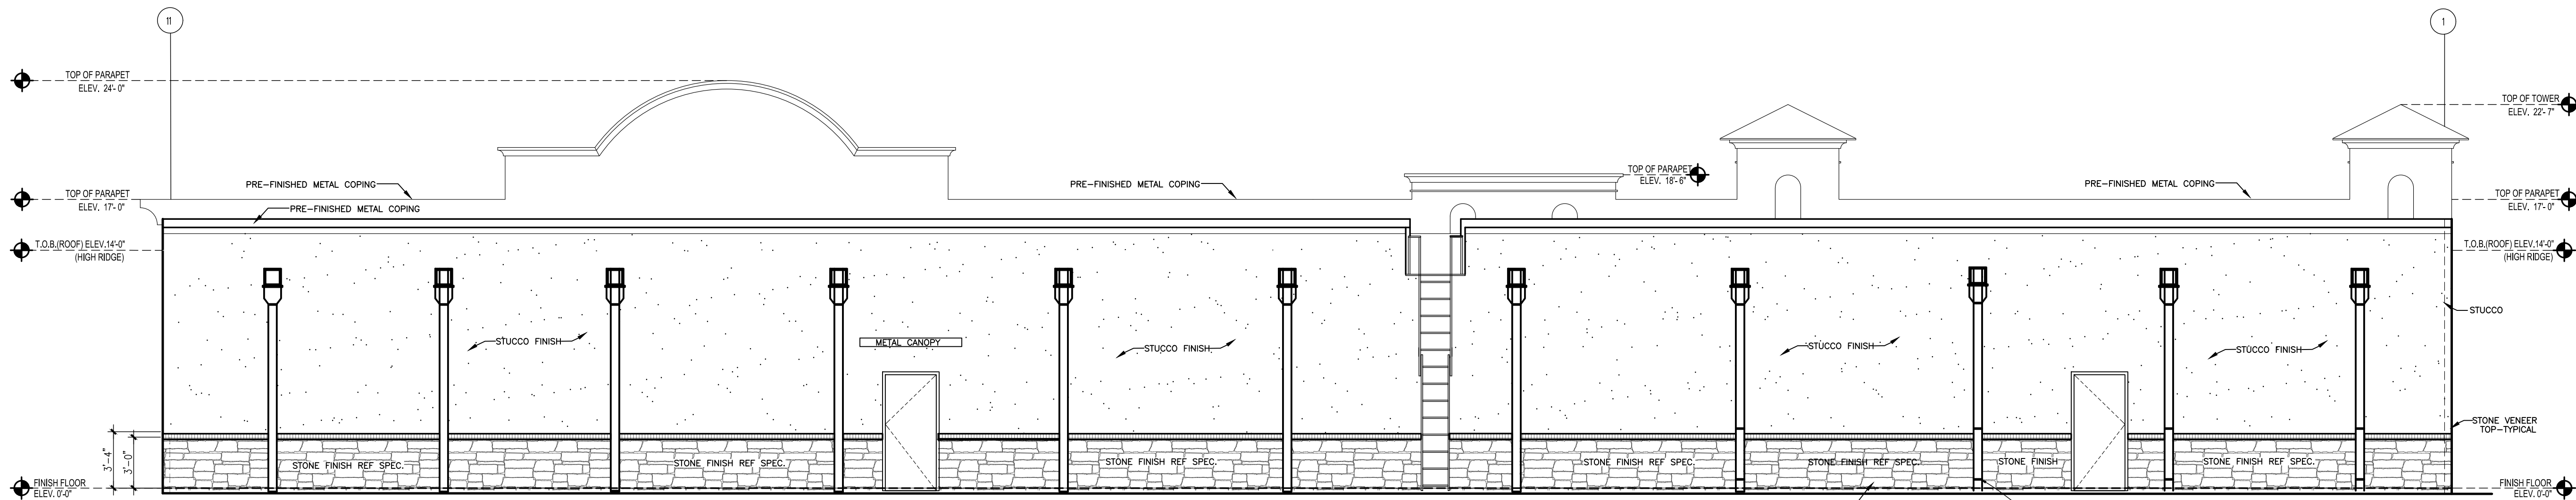 11
1
TOP OF PARAPET
ELEV. 24'-0"
TOP OF TOWER
ELEV. 22'-7"
TOP OF PARAPET
ELEV. 18'-6"
PRE-FINISHED METAL COPING
PRE-FINISHED METAL COPING
PRE-FINISHED METAL COPING
TOP OF PARAPET
ELEV. 17'-0"
TOP OF PARAPET
ELEV. 17'-0"
PRE-FINISHED METAL COPING
T.O.B.(ROOF) ELEV.14'-0"
(HIGH RIDGE)
T.O.B.(ROOF) ELEV.14'-0"
(HIGH RIDGE)
STUCCO
STUCCO FINISH
METAL CANOPY
STUCCO FINISH
STUCCO FINISH
STUCCO FINISH
STONE VENEER
TOP-TYPICAL
3'-4"
3'-0"
STONE FINISH REF SPEC.
STONE FINISH REF SPEC.
STONE FINISH REF SPEC.
STONE FINISH REF SPEC.
STONE FINISH REF SPEC.
STONE FINISH
STONE FINISH REF SPEC.
FINISH FLOOR
ELEV. 0'-0"
FINISH FLOOR
ELEV. 0'-0"